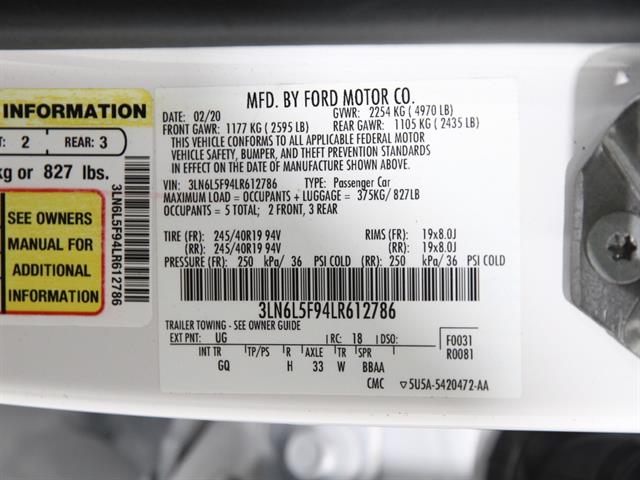 INFORMATION
2 REAR: 3
kg or 827 lbs.
SEE OWNERS
MANUAL FOR
ADDITIONAL
INFORMATION
3LN6L5F94LR612786
MFD. BY FORD MOTOR CO.
DATE: 02/20 GVWR: 2254 KG ( 4970 LB)
FRONT GAWR: 1177 KG ( 2595 LB) REAR GAWR: 1105 KG ( 2435 LB)
THIS VEHICLE CONFORMS TO ALL APPLICABLE FEDERAL MOTOR
VEHICLE SAFETY, BUMPER, AND THEFT PREVENTION STANDARDS
IN EFFECT ON THE DATE OF MANUFACTURE SHOWN ABOVE.
VIN: 3LN6L5F94LR612786 TYPE: Passenger Car
MAXIMUM LOAD = OCCUPANTS + LUGGAGE = 375KG/ 827LB
OCCUPANTS = 5 TOTAL; 2 FRONT, 3 REAR
TIRE (FR): 245/40R19 94V RIMS (FR): 19x8.0J
(RR): 245/40R19 94V (RR): 19x8.0J
PRESSURE (FR): 250 kPa/ 36 PSI COLD (RR): 250 kPa/ 36 PSI COLD
3LN6L5F94LR612786
TRAILER TOWING - SEE OWNER GUIDE
EXT PNT: UG RC: 18 DSO: F0031
INT TR TP/PS R AXLE TR SPR R0081
GQ H 33 W BBAA
CMC ▽5U5A-5420472-AA